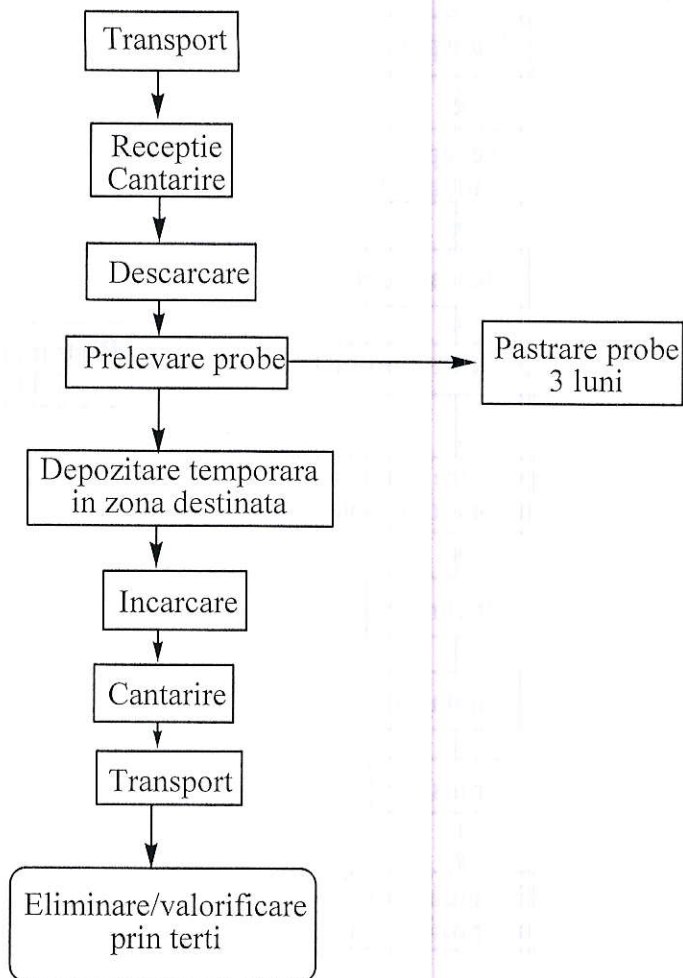 Transport
Receptie
Cantarire
Descarcare
Prelevare probe
Pastrare probe
3 luni
Depozitare temporara
in zona destinata
Incarcare
Cantarire
Transport
Eliminare/valorificare
prin terti